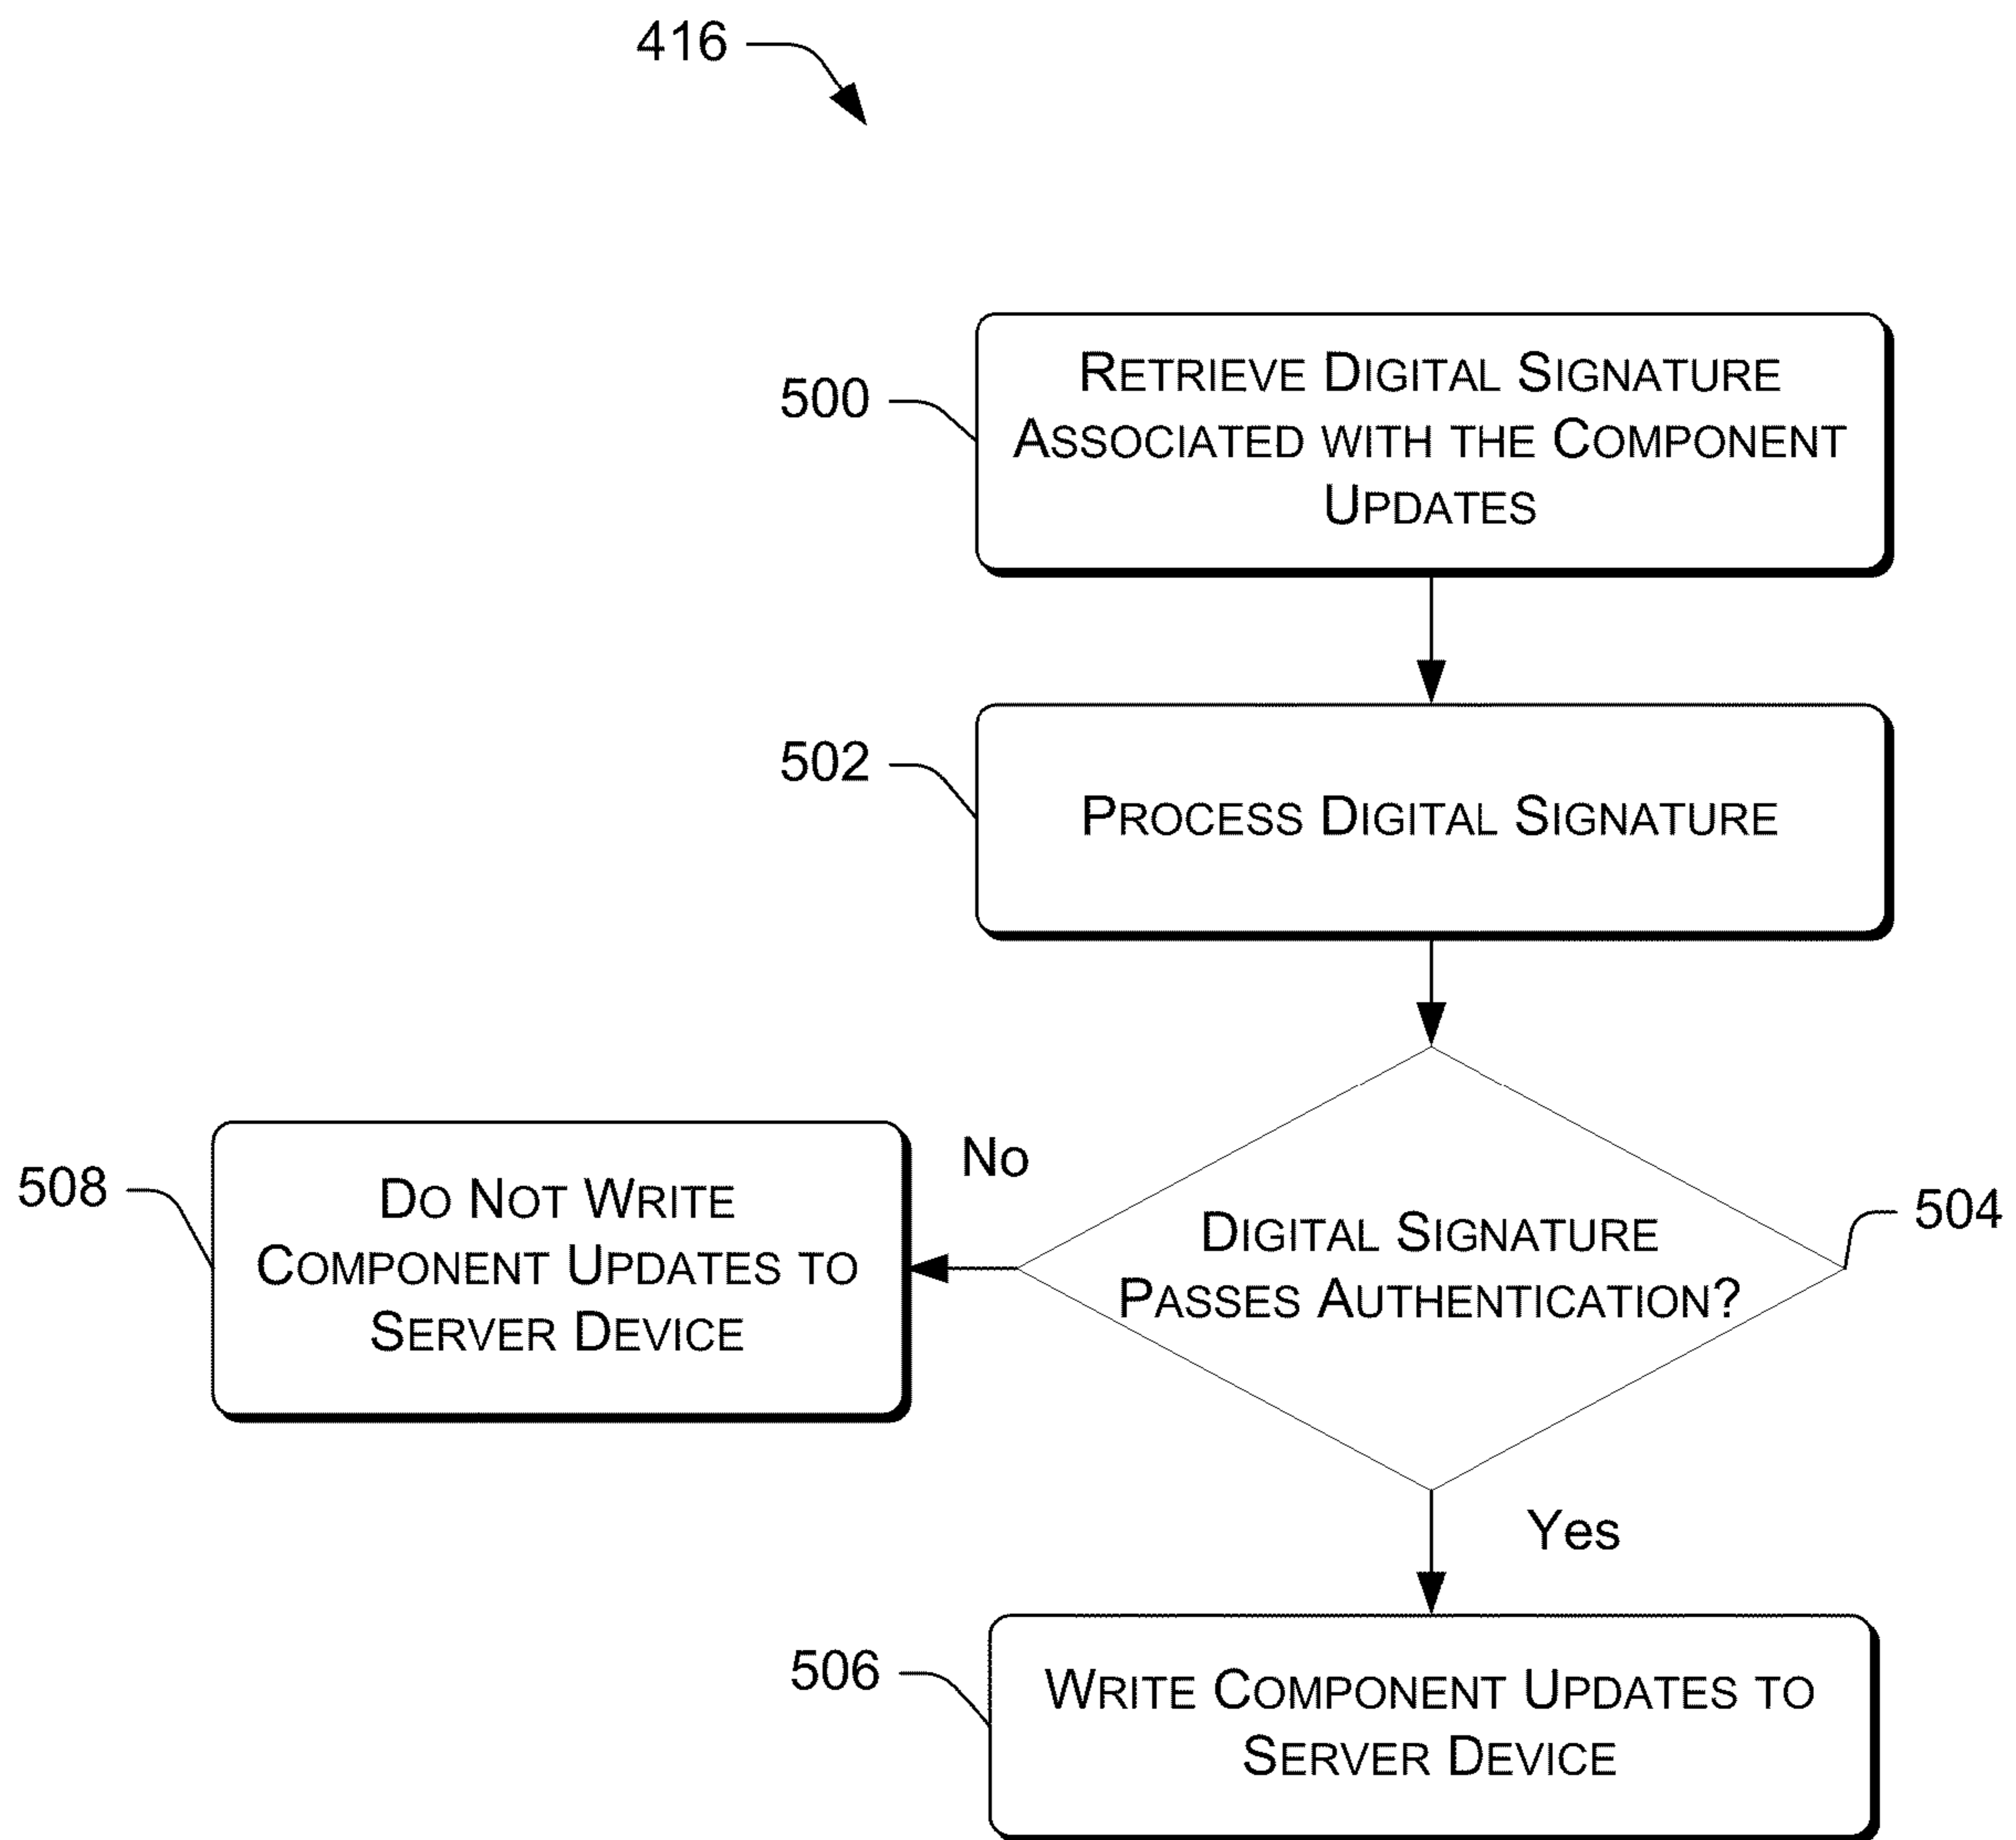 416
500
RETRIEVE DIGITAL SIGNATURE
ASSOCIATED WITH THE COMPONENT
UPDATES
502
PROCESS DIGITAL SIGNATURE
504
DIGITAL SIGNATURE
PASSES AUTHENTICATION?
No
508
DO NOT WRITE
COMPONENT UPDATES TO
SERVER DEVICE
Yes
506
WRITE COMPONENT UPDATES TO
SERVER DEVICE